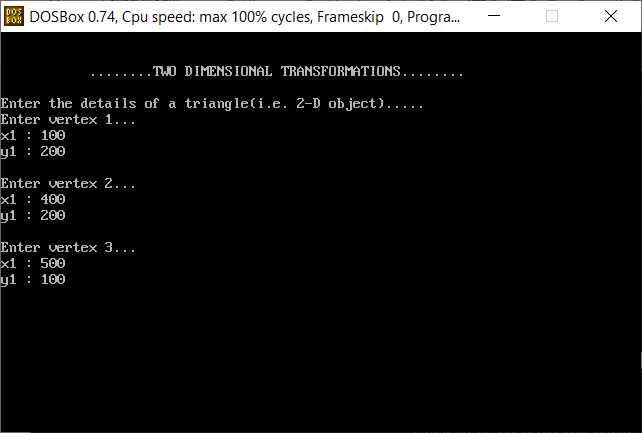 DOS BOX
DOSBox 0.74, Cpu speed: max 100% cycles, Frameskip 0, Progra...
........TWO DIMENSIONAL TRANSFORMATIONS........
Enter the details of a triangle(i.e. 2-D object).....
Enter vertex 1...
x1 : 100
y1 : 200
Enter vertex 2...
x1 : 400
y1 : 200
Enter vertex 3...
x1 : 500
y1 : 100